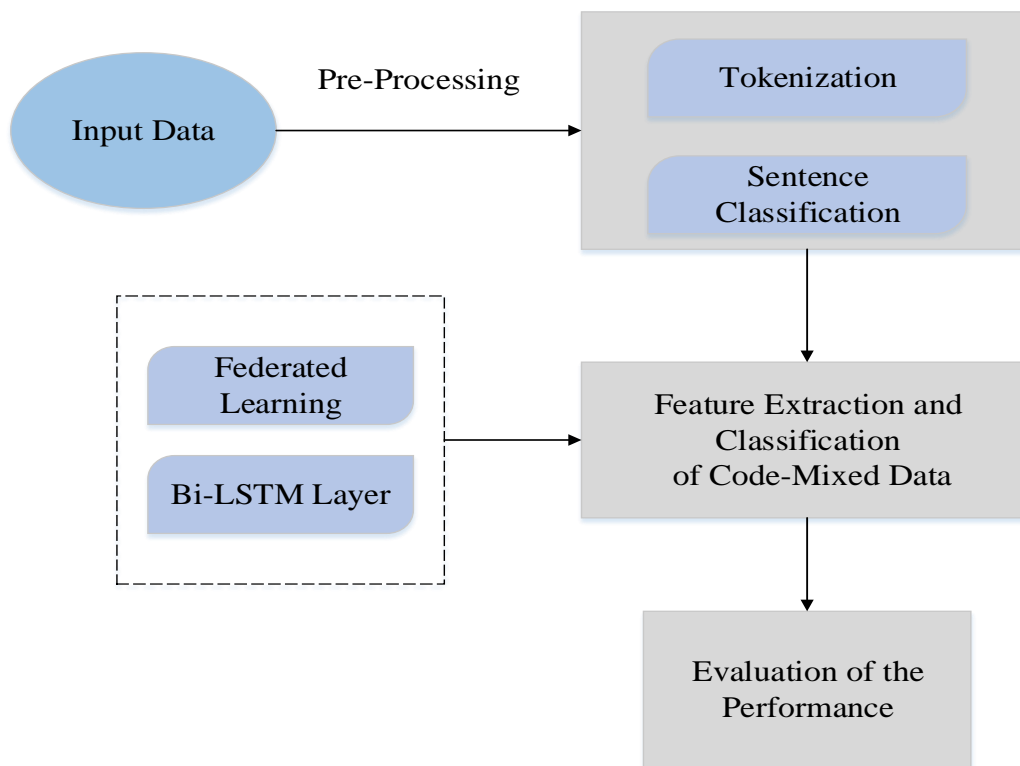 Input Data
Pre-Processing
Tokenization
Sentence
Classification
Federated
Learning
Bi-LSTM Layer
Feature Extraction and
Classification
of Code-Mixed Data
Evaluation of the
Performance